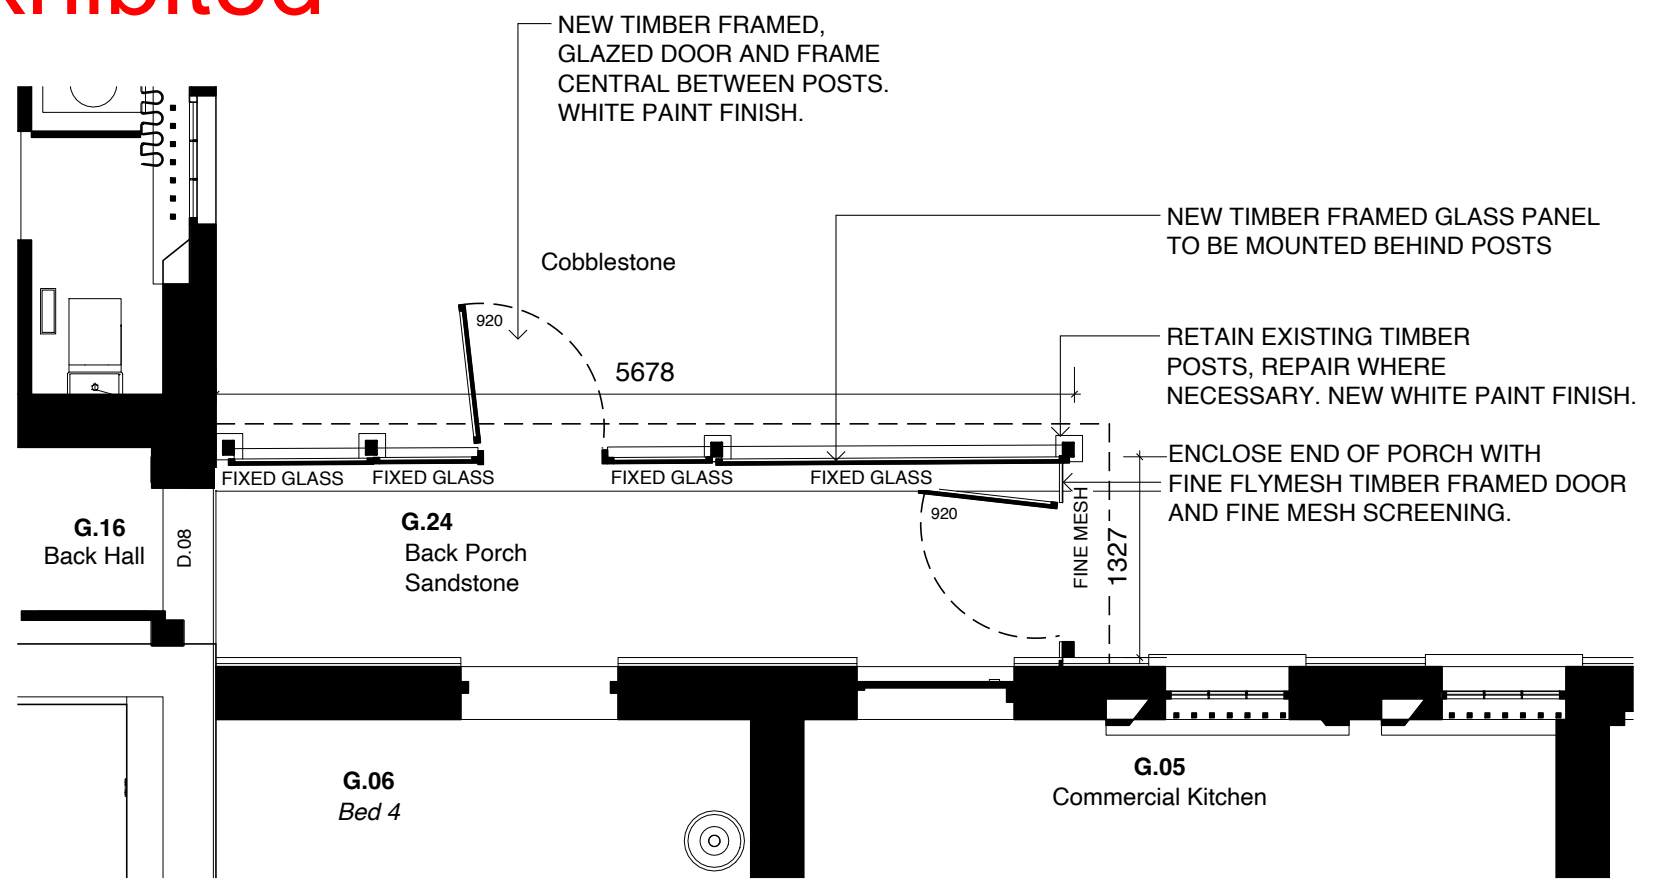 NEW TIMBER FRAMED,
GLAZED DOOR AND FRAME
CENTRAL BETWEEN POSTS.
WHITE PAINT FINISH.
NEW TIMBER FRAMED GLASS PANEL
TO BE MOUNTED BEHIND POSTS
Cobblestone
920
RETAIN EXISTING TIMBER
POSTS, REPAIR WHERE
NECESSARY. NEW WHITE PAINT FINISH.
5678
ENCLOSE END OF PORCH WITH
FINE FLYMESH TIMBER FRAMED DOOR
AND FINE MESH SCREENING.
FIXED GLASS
FIXED GLASS
FIXED GLASS
FIXED GLASS
920
FINE MESH
1327
G.16
Back Hall
D.08
G.24
Back Porch
Sandstone
G.06
Bed 4
G.05
Commercial Kitchen